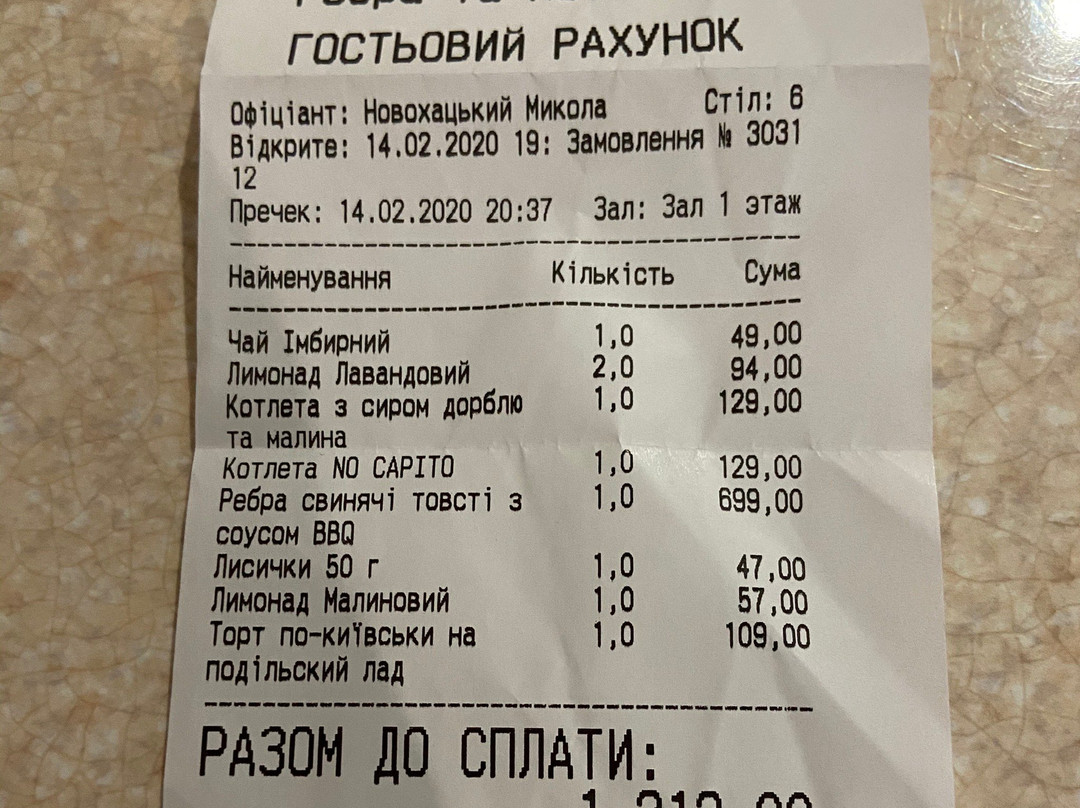 ГОСТЬОВИЙ РАХУНОК
Офіціант: Новохацький Микола Стіл: 6
Відкрите: 14.02.2020 19: Замовлення № 3031
12
Пречек: 14.02.2020 20:37 Зал: Зал 1 этаж
Найменування Кількість Сума
Чай Імбирний 1,0 49,00
Лимонад Лавандовий 2,0 94,00
Котлета з сиром дорблю 1,0 129,00
та малина
Котлета NO CAPITO 1,0 129,00
Ребра свинячі товсті з 1,0 699,00
соусом BBQ
Лисички 50 г 1,0 47,00
Лимонад Малиновий 1,0 57,00
Торт по-київськи на 1,0 109,00
подільский лад
РАЗОМ ДО СПЛАТИ: